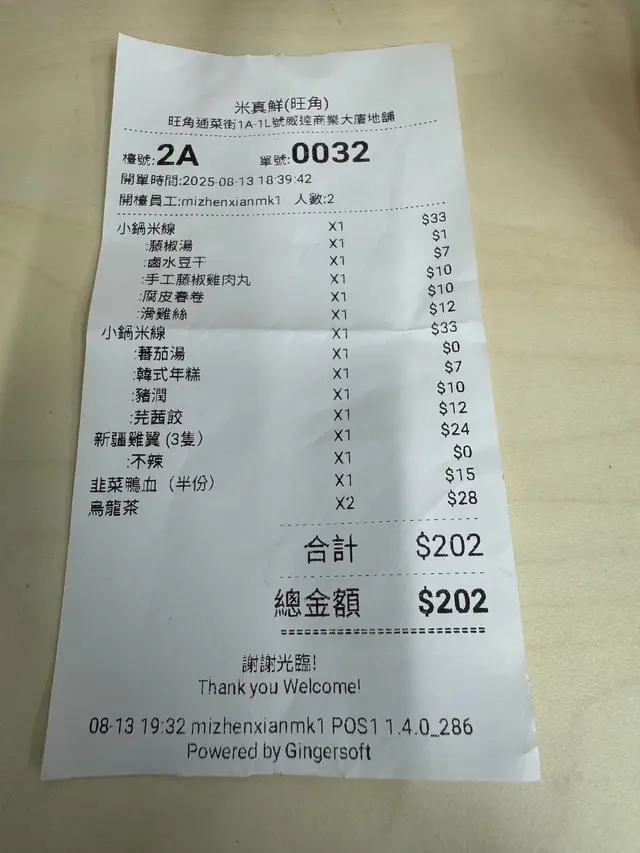 米真鮮(旺角)
旺角通菜街1A-1L號威達商業大廈地舖
檯號:2A 單號:0032
開單時間:2025-08-13 18:39:42
開檯員工:mizhenxianmk1 人數:2
小鍋米線 X1 $33
:藤椒湯 X1 $1
:鹵水豆干 X1 $7
:手工藤椒雞肉丸 X1 $10
:腐皮春卷 X1 $10
:滑雞絲 X1 $12
小鍋米線 X1 $33
:蕃茄湯 X1 $0
:韓式年糕 X1 $7
:豬潤 X1 $10
:芫茜餃 X1 $12
新疆雞翼 (3隻) X1 $24
:不辣 X1 $0
韭菜鴨血（半份） X1 $15
烏龍茶 X2 $28
合計 $202
總金額 $202
謝謝光臨!
Thank you Welcome!
08-13 19:32 mizhenxianmk1 POS1 1.4.0_286
Powered by Gingersoft